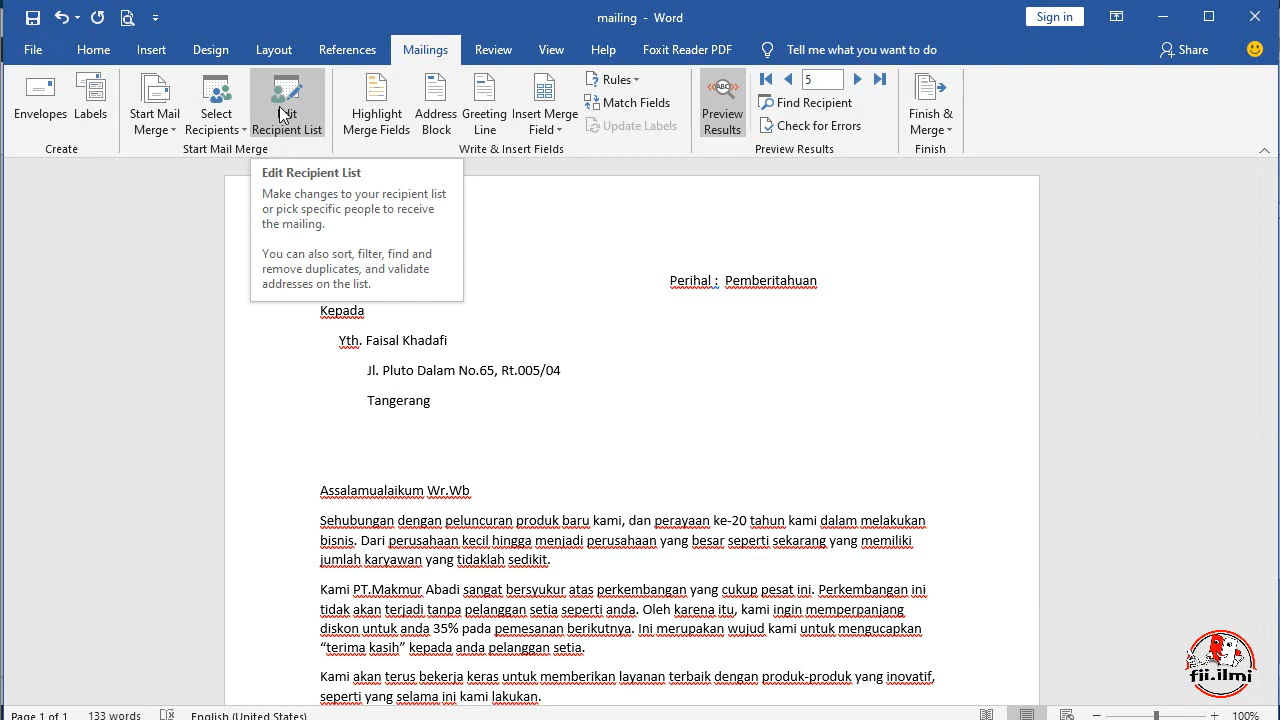 mailing - Word
Sign in
File Home Insert Design Layout References Mailings Review View Help Foxit Reader PDF Tell me what you want to do Share
Envelopes
Labels
Create
Start Mail
Merge
Select
Recipients
Edit
Recipient List
Start Mail Merge
Highlight
Merge Fields
Address
Block
Greeting
Line
Insert Merge
Field
Rules
Match Fields
Update Labels
Write & Insert Fields
ABC
Preview
Results
5
Find Recipient
Check for Errors
Preview Results
Finish &
Merge
Finish
Edit Recipient List
Make changes to your recipient list
or pick specific people to receive
the mailing.
You can also sort, filter, find and
remove duplicates, and validate
addresses on the list.
Perihal : Pemberitahuan
Kepada
Yth. Faisal Khadafi
Jl. Pluto Dalam No.65, Rt.005/04
Tangerang
Assalamualaikum Wr.Wb
Sehubungan dengan peluncuran produk baru kami, dan perayaan ke-20 tahun kami dalam melakukan
bisnis. Dari perusahaan kecil hingga menjadi perusahaan yang besar seperti sekarang yang memiliki
jumlah karyawan yang tidaklah sedikit.
Kami PT.Makmur Abadi sangat bersyukur atas perkembangan yang cukup pesat ini. Perkembangan ini
tidak akan terjadi tanpa pelanggan setia seperti anda. Oleh karena itu, kami ingin memperpanjang
diskon untuk anda 35% pada pemesanan berikutnya. Ini merupakan wujud kami untuk mengucapkan
“terima kasih” kepada anda pelanggan setia.
Kami akan terus bekerja keras untuk memberikan layanan terbaik dengan produk-produk yang inovatif,
seperti yang selama ini kami lakukan.
fii.ilmi
Page 1 of 1 133 words English (United States) 100%